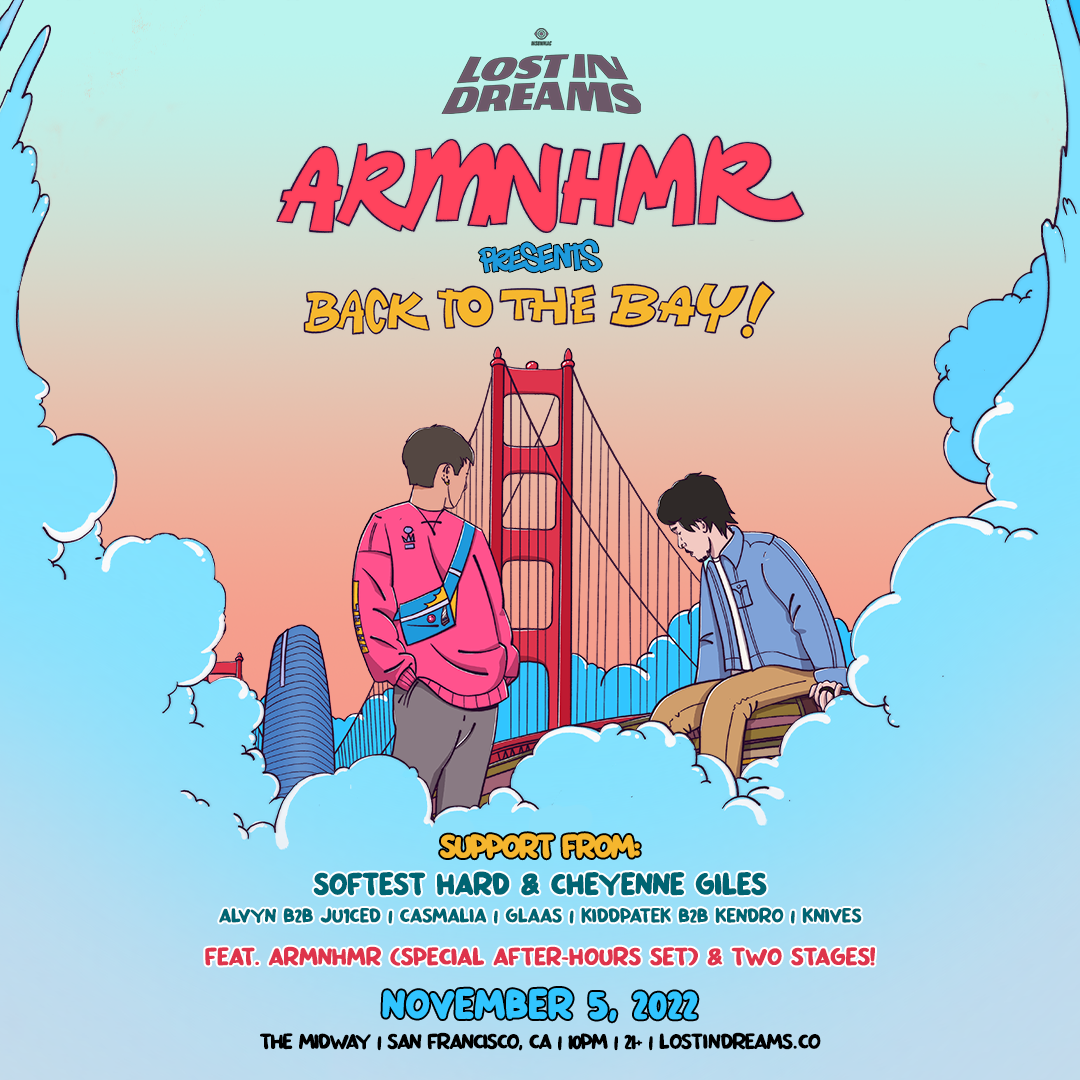 LOST IN
DREAMS
ARMNHMR
PRESENTS
BACK TO THE BAY!
SUPPORT FROM:
SOFTEST HARD & CHEYENNE GILES
ALVYN B2B JU1CED | CASMALIA | GLAAS | KIDDPATEK B2B KENDRO | KNIVES
FEAT. ARMNHMR (SPECIAL AFTER-HOURS SET) & TWO STAGES!
NOVEMBER 5, 2022
THE MIDWAY | SAN FRANCISCO, CA | 10PM | 21+ | LOSTINDREAMS.CO